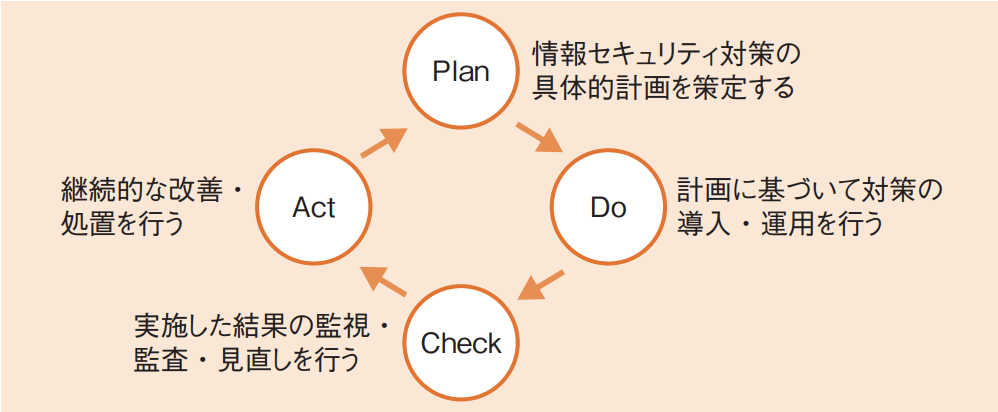 Plan
情報セキュリティ対策の
具体的計画を策定する
Do
計画に基づいて対策の
導入・運用を行う
Check
実施した結果の監視・
監査・見直しを行う
Act
継続的な改善・
処置を行う